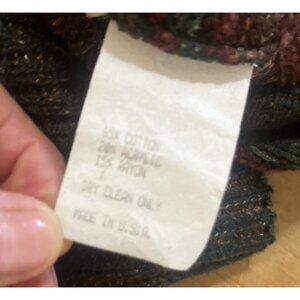 65% COTTON
20% ACRYLIC
15% RAYON
DRY CLEAN ONLY
MADE IN U.S.A.